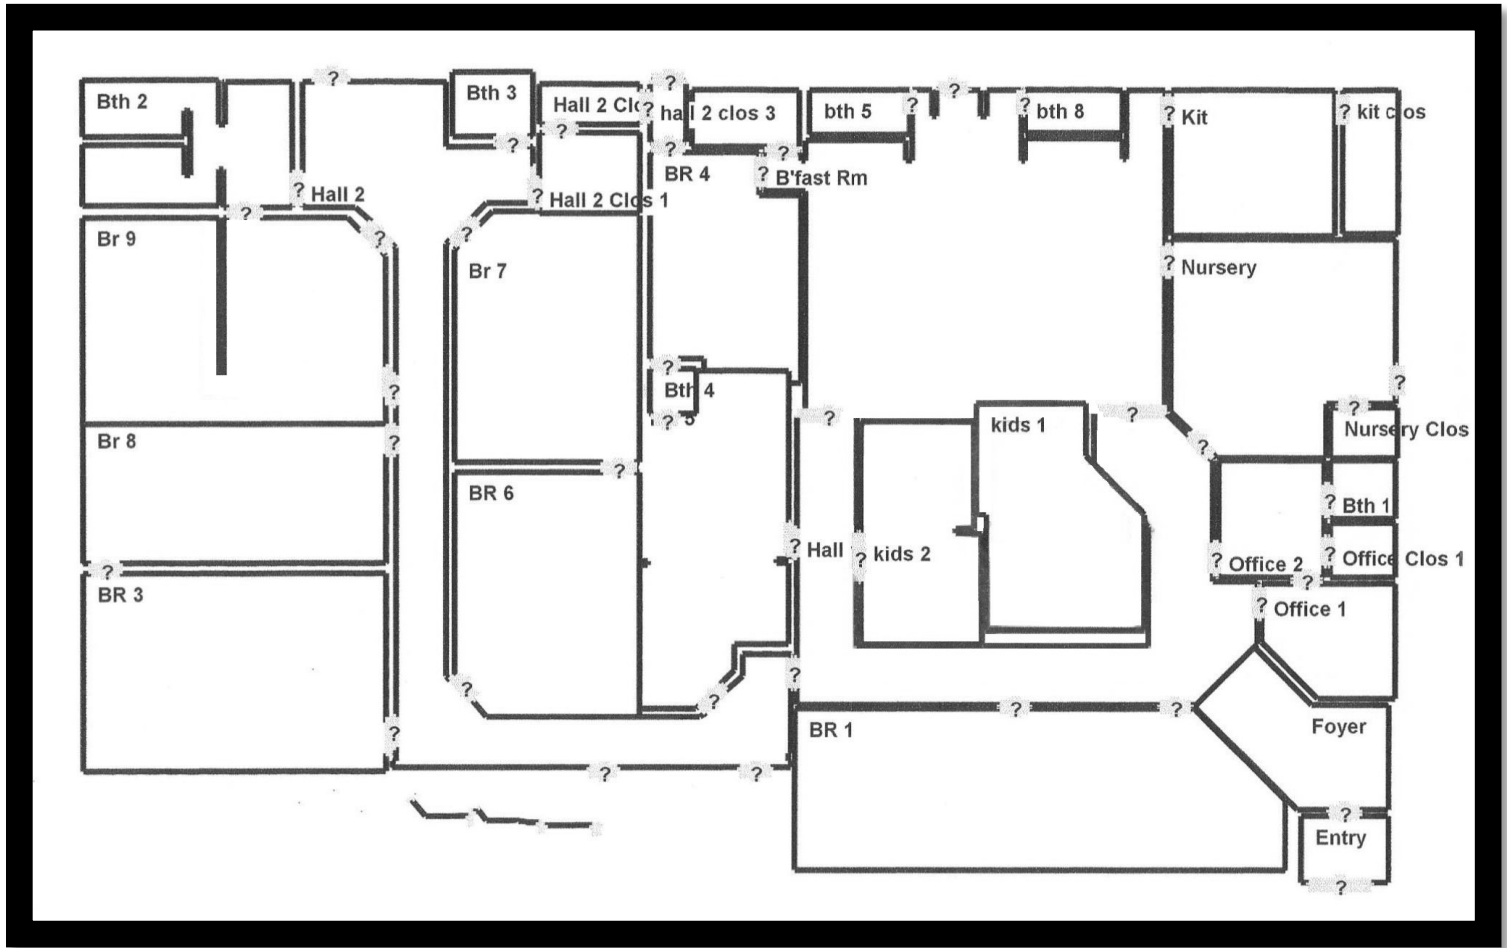 ?
Bth 2
Bth 3
Hall 2 Clo
?
hal 2 clos 3
bth 5
?
?
?
bth 8
?
Kit
?
kit clos
?
?
?
?
?
BR 4
?
B'fast Rm
?
Hall 2
?
Hall 2 Clos 1
?
Br 9
?
?
Br 7
?
Nursery
?
Bth 4
?
5
?
?
?
?
?
kids 1
Nursery Clos
Br 8
?
?
?
BR 6
?
Bth 1
?
Hall
?
kids 2
?
Office 2
?
Office Clos 1
?
BR 3
?
?
Office 1
?
?
?
?
?
BR 1
Foyer
?
?
?
?
Entry
?